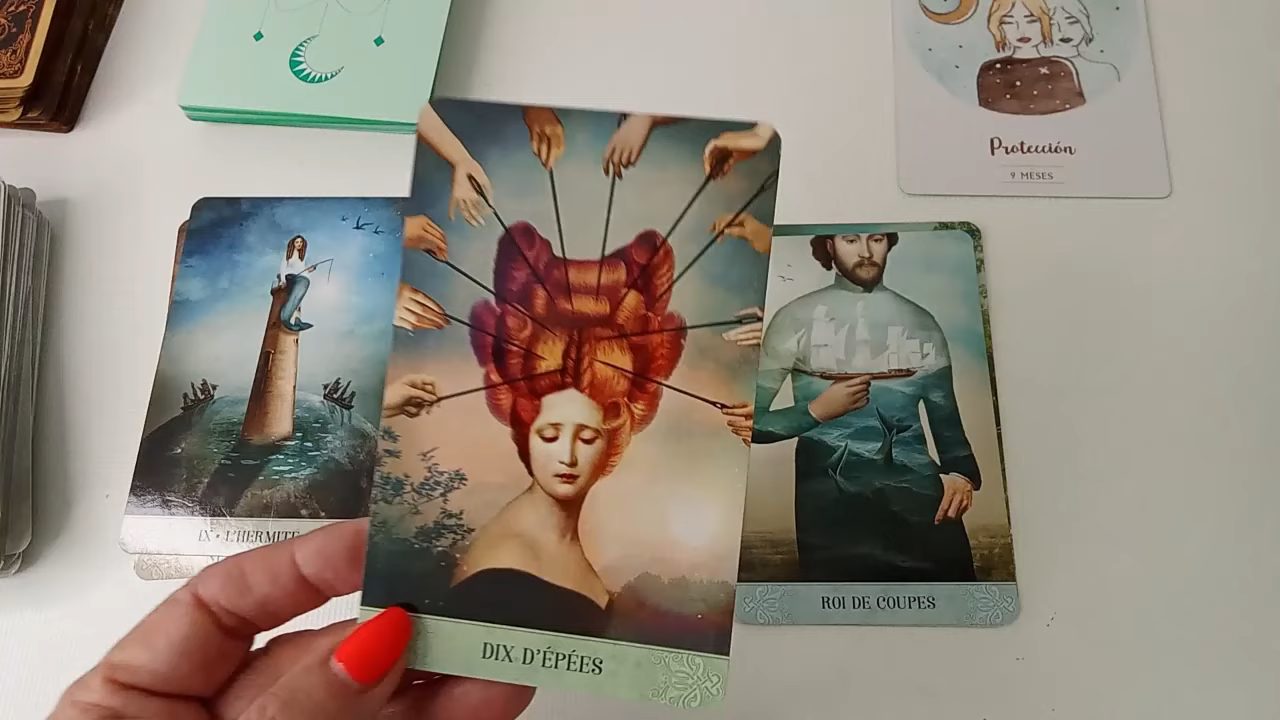 Protección
9 MESES
IX • L'HERMITE
DIX D'ÉPÉES
ROI DE COUPES